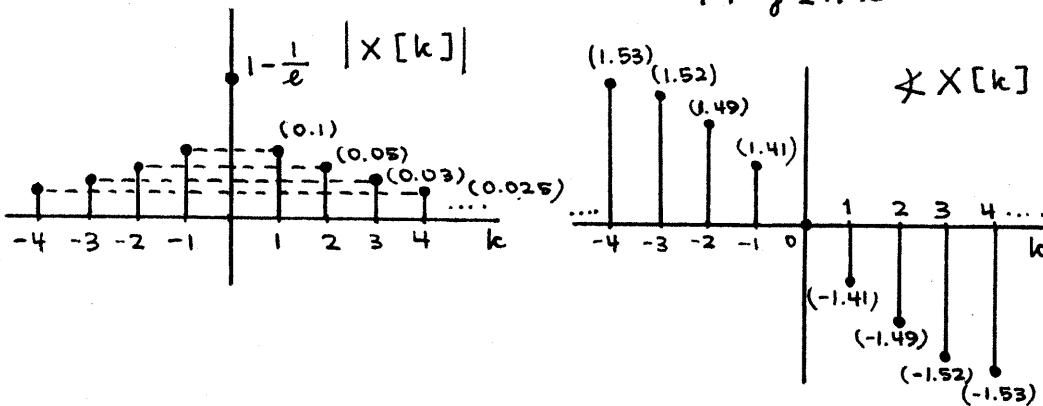 1 - 1/e |X[k]|
(0.1)
(0.05)
(0.03)
(0.025)
....
-4 -3 -2 -1 1 2 3 4 k
∡ X[k]
(1.53)
(1.52)
(1.49)
(1.41)
.... 1 2 3 4 ....
-4 -3 -2 -1 0 k
(-1.41)
(-1.49)
(-1.52)
(-1.53)